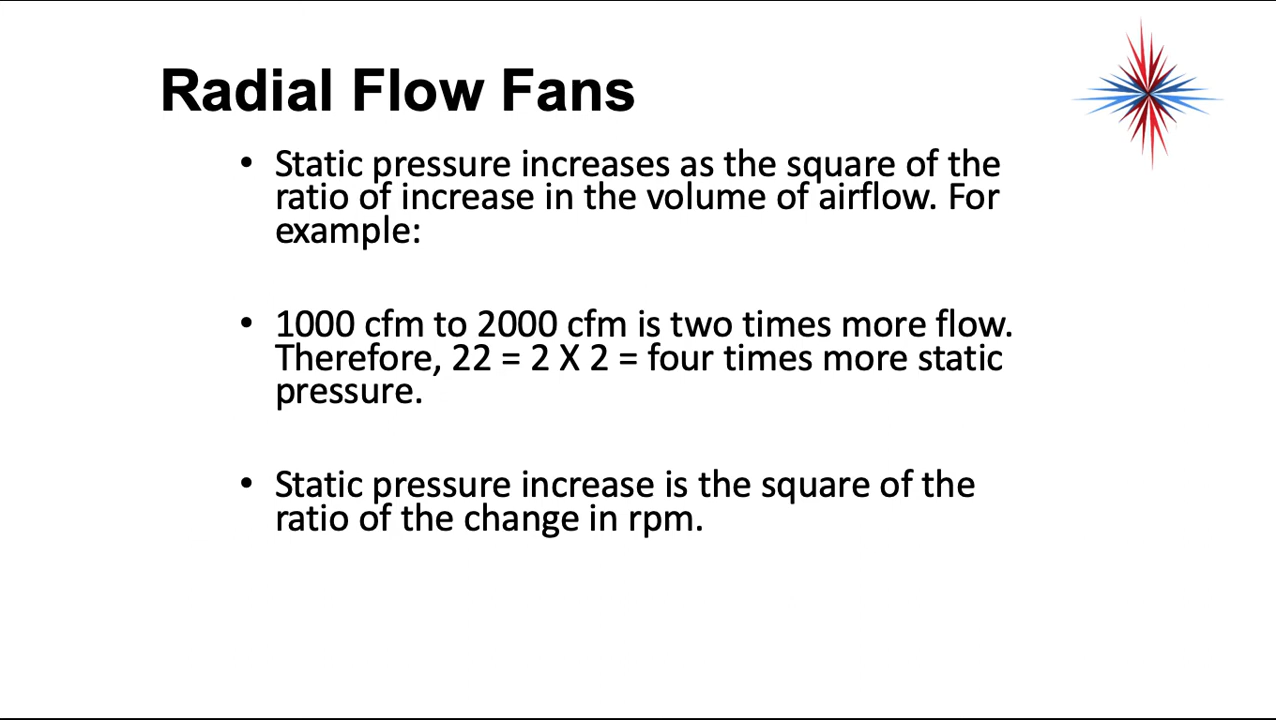 Radial Flow Fans
• Static pressure increases as the square of the
ratio of increase in the volume of airflow. For
example:
• 1000 cfm to 2000 cfm is two times more flow.
Therefore, 22 = 2 X 2 = four times more static
pressure.
• Static pressure increase is the square of the
ratio of the change in rpm.